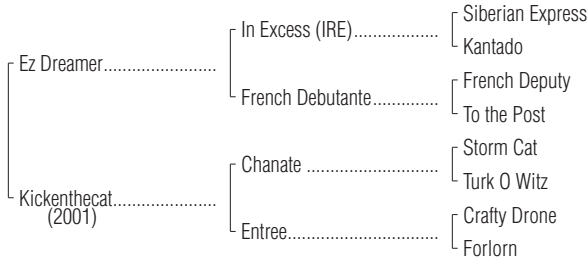 Siberian Express
In Excess (IRE)..................
Kantado
Ez Dreamer........................
French Deputy
French Debutante..............
To the Post
Storm Cat
Chanate ............................
Turk O Witz
Kickenthecat......................
(2001)
Crafty Drone
Entree................................
Forlorn